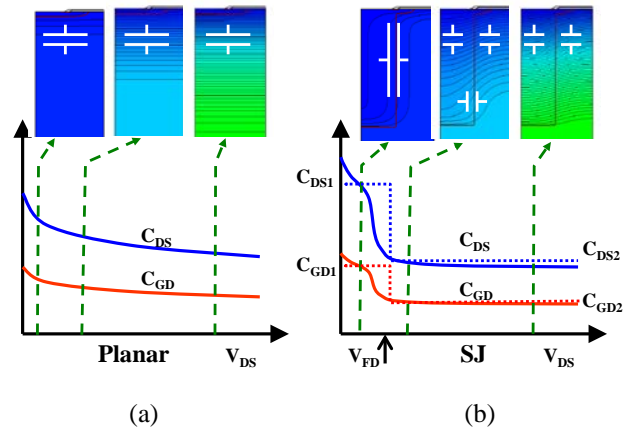 (a)
(b)
C_DS
C_GD
Planar
V_DS
C_DS1
C_GD1
C_DS
C_DS2
C_GD
C_GD2
V_FD
SJ
V_DS
(a)
(b)